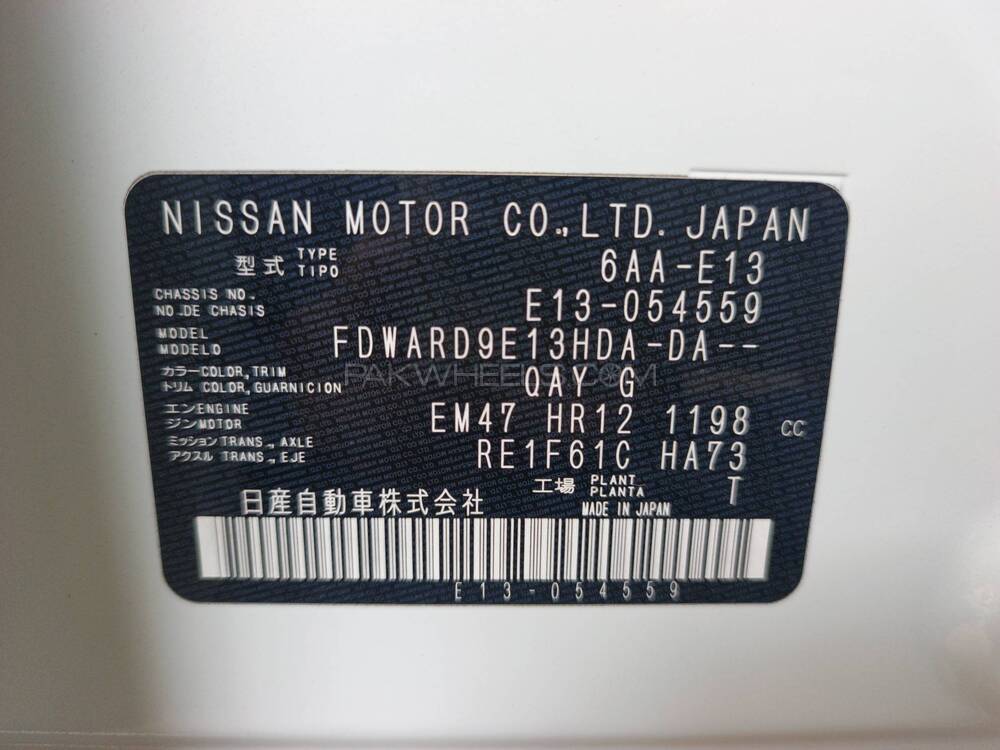 NISSAN MOTOR CO.,LTD. JAPAN
型式 TYPE TIPO 6AA-E13
CHASSIS NO. NO.DE CHASIS E13-054559
MODEL MODELO FDWARD9E13HDA-DA--
カラー COLOR,TRIM トリム COLOR,GUARNICION QAY G
エンジン ENGINE MOTOR EM47 HR12 1198 CC
ミッション TRANS., AXLE アクスル TRANS., EJE RE1F61C HA73
工場 PLANT PLANTA T
日産自動車株式会社 MADE IN JAPAN
E13-054559
PAKWHEELS.COM